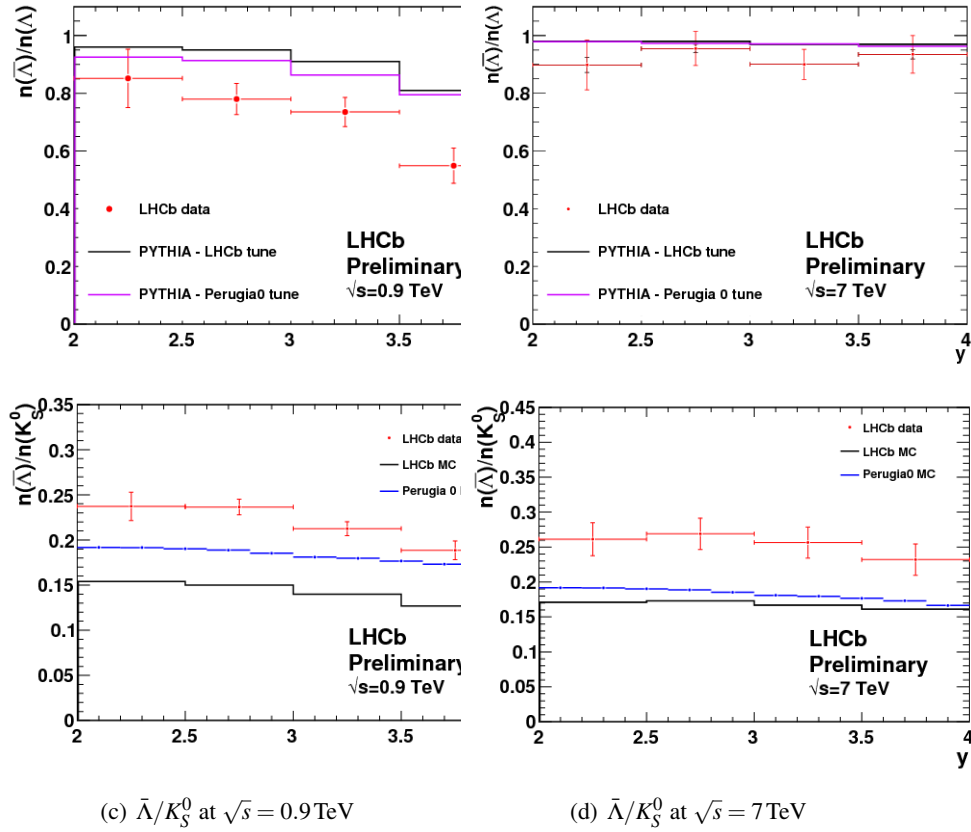 n(Λ̄)/n(Λ)
1
0.8
0.6
0.4
0.2
0
2 2.5 3 3.5
LHCb data
PYTHIA - LHCb tune
PYTHIA - Perugia0 tune
LHCb
Preliminary
√s=0.9 TeV
n(Λ̄)/n(Λ)
1
0.8
0.6
0.4
0.2
0
2 2.5 3 3.5 4
y
LHCb data
PYTHIA - LHCb tune
PYTHIA - Perugia 0 tune
LHCb
Preliminary
√s=7 TeV
n(Λ̄)/n(K⁰_S)
0.35
0.3
0.25
0.2
0.15
0.1
0.05
0
2 2.5 3 3.5
LHCb data
LHCb MC
Perugia 0
LHCb
Preliminary
√s=0.9 TeV
n(Λ̄)/n(K⁰_S)
0.45
0.4
0.35
0.3
0.25
0.2
0.15
0.1
0.05
0
2 2.5 3 3.5 4
y
LHCb data
LHCb MC
Perugia0 MC
LHCb
Preliminary
√s=7 TeV
(c) Λ̄/K⁰_S at √s = 0.9 TeV
(d) Λ̄/K⁰_S at √s = 7 TeV